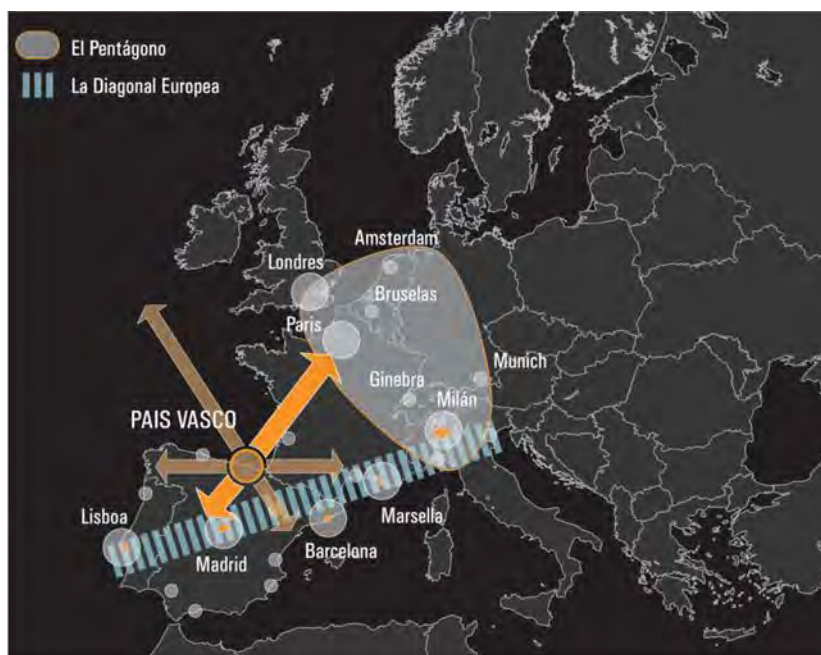 El Pentágono
La Diagonal Europea
Amsterdam
Londres
Bruselas
Paris
Ginebra
Munich
Milán
PAIS VASCO
Lisboa
Marsella
Madrid
Barcelona